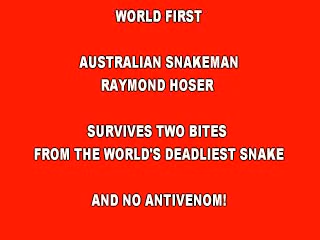 WORLD FIRST
AUSTRALIAN SNAKEMAN
RAYMOND HOSER
SURVIVES TWO BITES
FROM THE WORLD'S DEADLIEST SNAKE
AND NO ANTIVENOM!